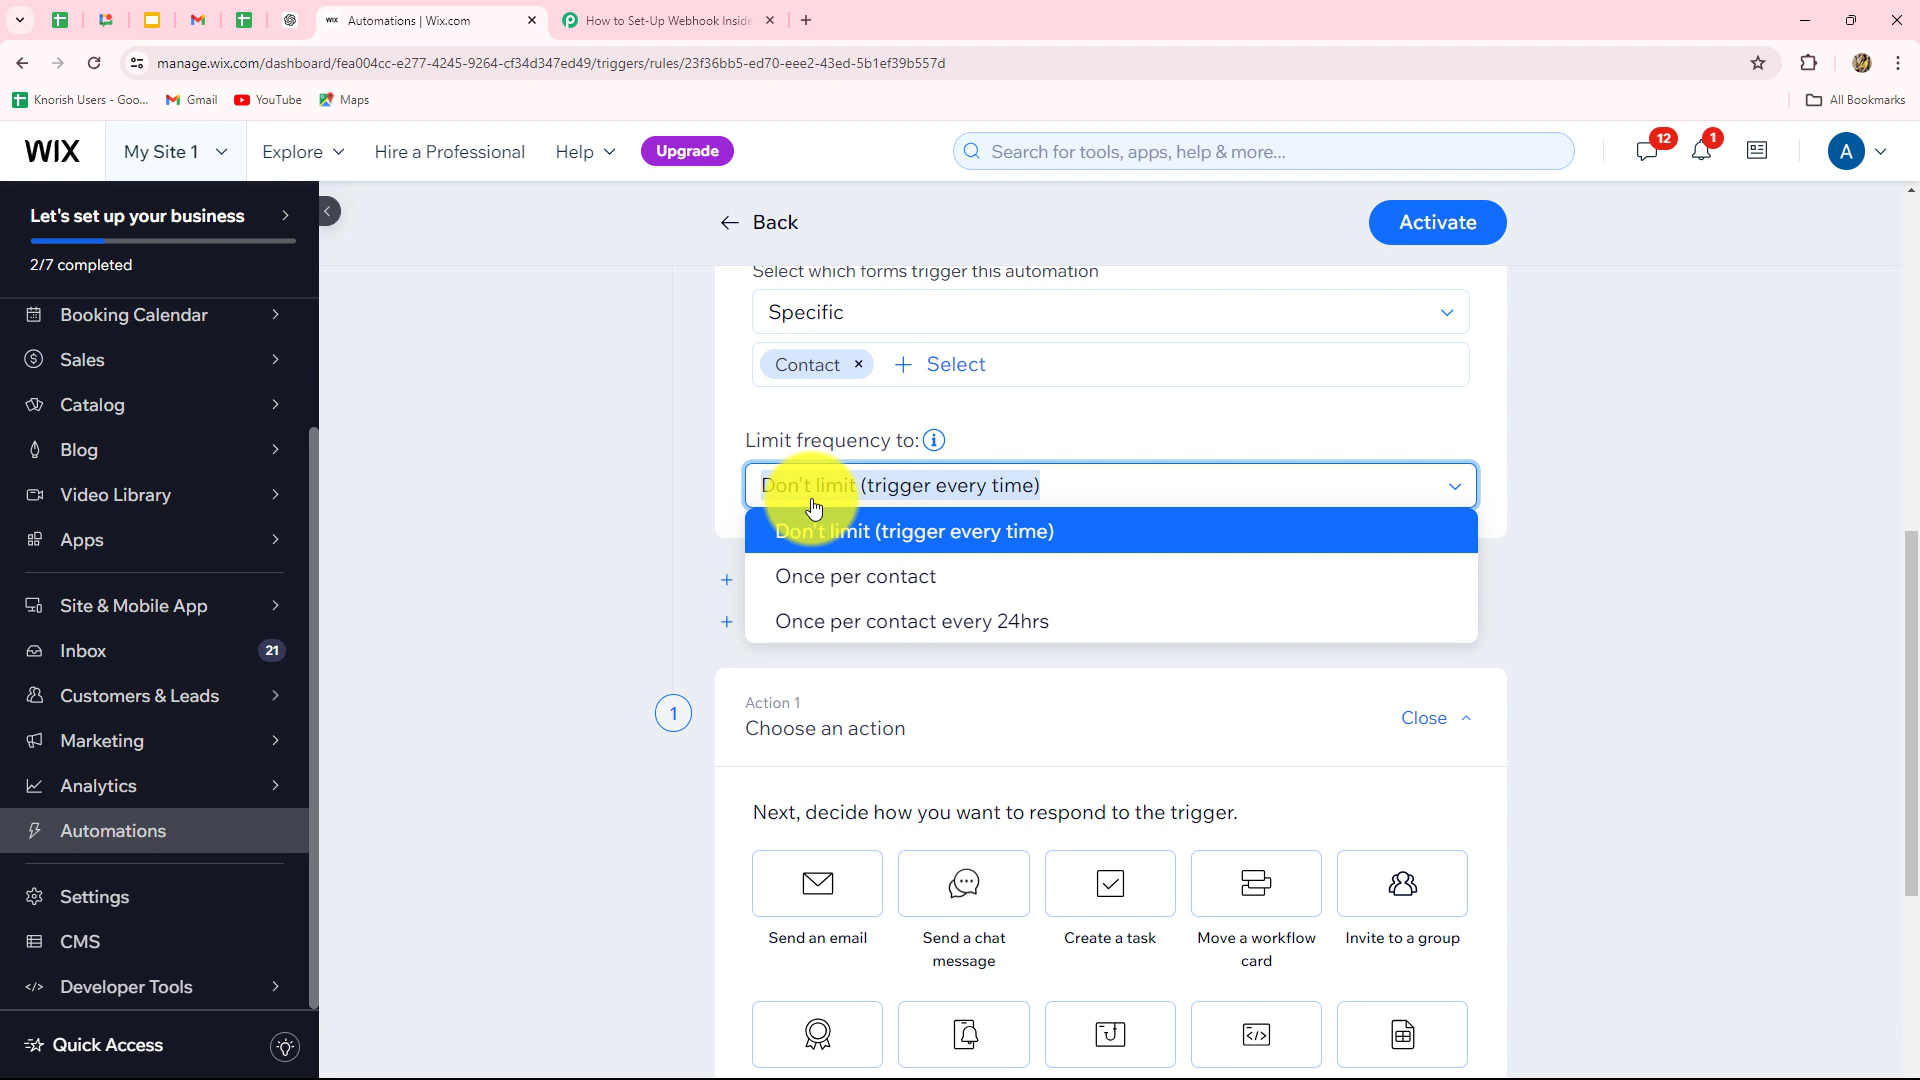 Automations | Wix.com
How to Set-Up Webhook Inside
manage.wix.com/dashboard/fea004cc-e277-4245-9264-cf34d347ed49/triggers/rules/23f36bb5-ed70-eee2-43ed-5b1ef39b557d
Knorish Users - Goo...
Gmail
YouTube
Maps
All Bookmarks
WIX
My Site 1
Explore
Hire a Professional
Help
Upgrade
Search for tools, apps, help & more...
12
1
A
Let's set up your business
2/7 completed
Booking Calendar
Sales
Catalog
Blog
Video Library
Apps
Site & Mobile App
Inbox
21
Customers & Leads
Marketing
Analytics
Automations
Settings
CMS
Developer Tools
Quick Access
Back
Activate
Select which forms trigger this automation
Specific
Contact × + Select
Limit frequency to:
Don't limit (trigger every time)
Don't limit (trigger every time)
Once per contact
Once per contact every 24hrs
1
Action 1
Choose an action
Close
Next, decide how you want to respond to the trigger.
Send an email
Send a chat
message
Create a task
Move a workflow
card
Invite to a group